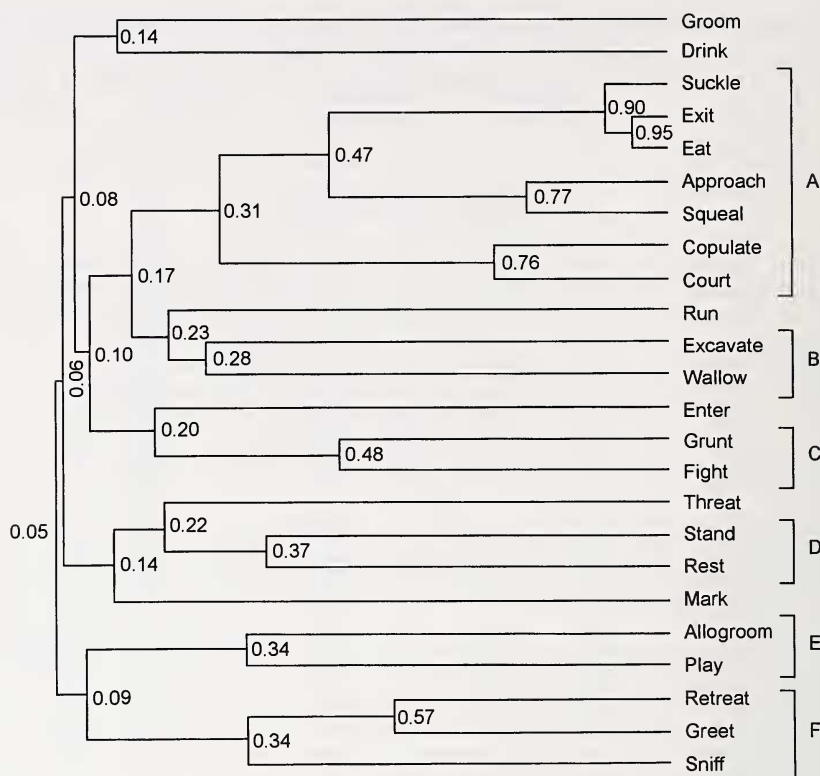 Groom
0.14
Drink
Suckle
0.90
Exit
0.95
Eat
0.47
Approach
A
0.77
Squeal
0.08
0.31
Copulate
0.76
Court
0.17
Run
0.23
Excavate
0.10
0.28
B
0.06
Wallow
Enter
0.20
Grunt
0.48
C
Fight
Threat
0.22
0.05
Stand
0.37
D
0.14
Rest
Mark
Allogroom
0.34
E
Play
0.09
Retreat
0.57
Greet
0.34
F
Sniff